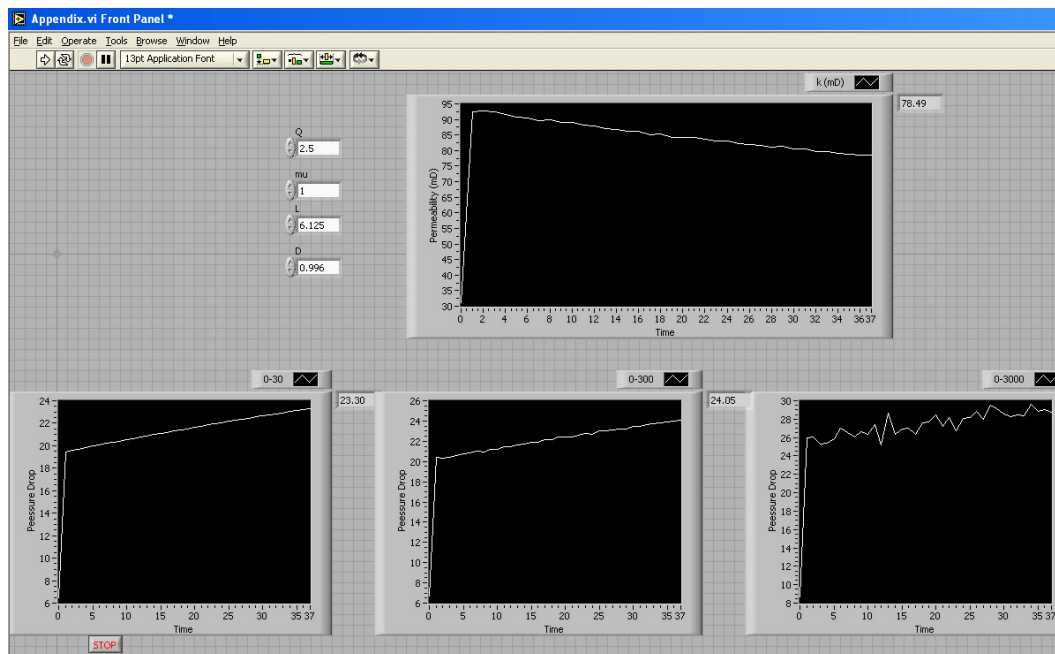 Appendix.vi Front Panel *
File Edit Operate Tools Browse Window Help
13pt Application Font
k (mD)
78.49
Q
2.5
mu
1
L
6.125
D
0.996
Permeability (mD)
95
90
85
80
75
70
65
60
55
50
45
40
35
30
0 2 4 6 8 10 12 14 16 18 20 22 24 26 28 30 32 34 36 37
Time
0-30
23.30
Peessure Drop
24
22
20
18
16
14
12
10
8
6
0 5 10 15 20 25 30 35 37
Time
0-300
24.05
Peessure Drop
26
24
22
20
18
16
14
12
10
8
6
0 5 10 15 20 25 30 35 37
Time
0-3000
Peessure Drop
30
28
26
24
22
20
18
16
14
12
10
8
0 5 10 15 20 25 30 35 37
Time
STOP